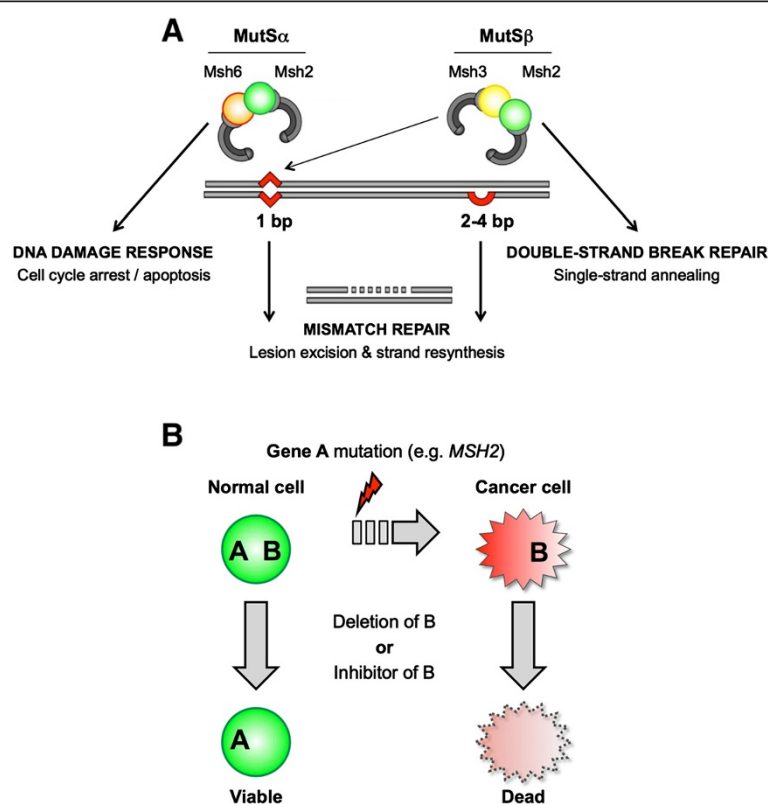 A
MutSα
MutSβ
Msh6 Msh2
Msh3 Msh2
1 bp
2-4 bp
DNA DAMAGE RESPONSE
Cell cycle arrest / apoptosis
DOUBLE-STRAND BREAK REPAIR
Single-strand annealing
MISMATCH REPAIR
Lesion excision & strand resynthesis
B
Gene A mutation (e.g. MSH2)
Normal cell
Cancer cell
A B
B
Deletion of B
or
Inhibitor of B
A
Viable
Dead